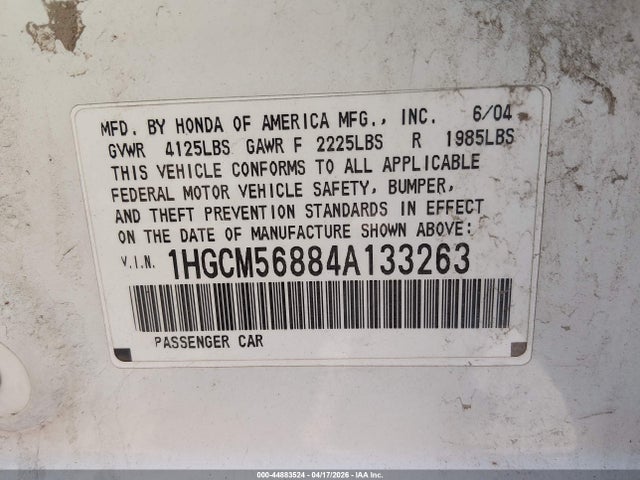 MFD. BY HONDA OF AMERICA MFG., INC. 6/04
GVWR 4125LBS GAWR F 2225LBS R 1985LBS
THIS VEHICLE CONFORMS TO ALL APPLICABLE
FEDERAL MOTOR VEHICLE SAFETY, BUMPER,
AND THEFT PREVENTION STANDARDS IN EFFECT
ON THE DATE OF MANUFACTURE SHOWN ABOVE:
V.I.N. 1HGCM56884A133263
PASSENGER CAR
000-44883524 - 04/17/2026 - IAA Inc.